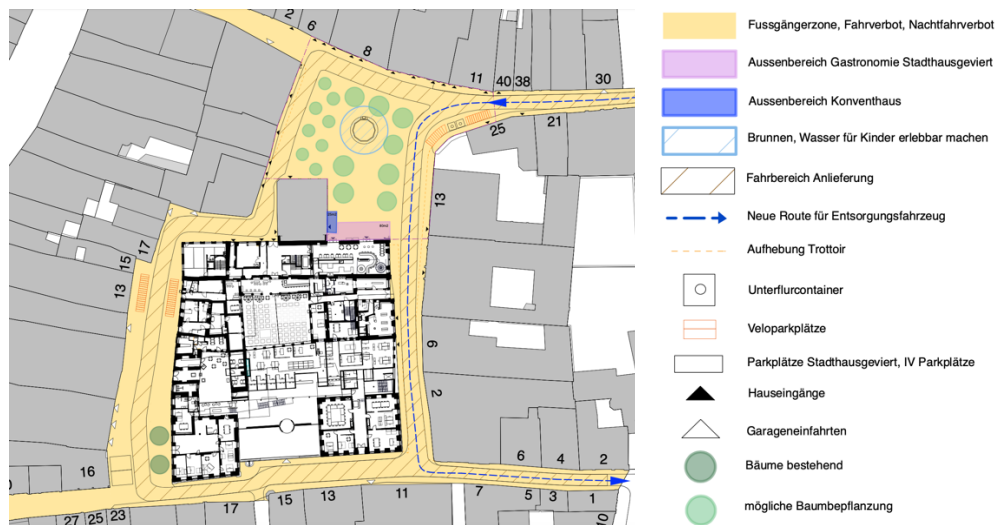 2
6
8
11
40
38
30
25
21
13
17
15
13
9
2
16
6
4
2
27
25
23
17
15
13
11
7
5
3
1
10
Fussgängerzone, Fahrverbot, Nachtfahrverbot
Aussenbereich Gastronomie Stadthausgeviert
Aussenbereich Konventhaus
Brunnen, Wasser für Kinder erlebbar machen
Fahrbereich Anlieferung
Neue Route für Entsorgungsfahrzeug
Aufhebung Trottoir
Unterflurcontainer
Veloparkplätze
Parkplätze Stadthausgeviert, IV Parkplätze
Hauseingänge
Garageneinfahrten
Bäume bestehend
mögliche Baumbepflanzung